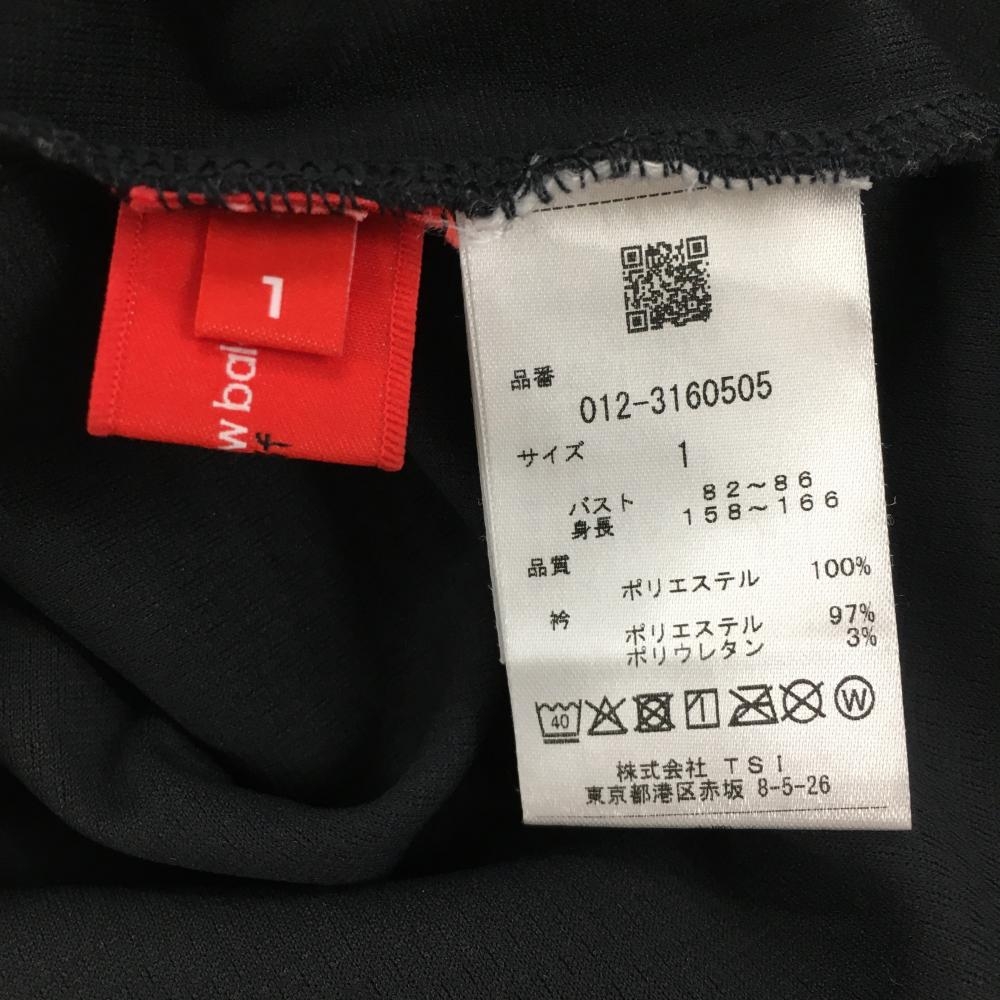 1
w bal
f
品番
012-3160505
サイズ 1
バスト 82～86
身長 158～166
品質
ポリエステル 100%
衿
ポリエステル 97%
ポリウレタン 3%
40
W
株式会社 TSI
東京都港区赤坂 8-5-26